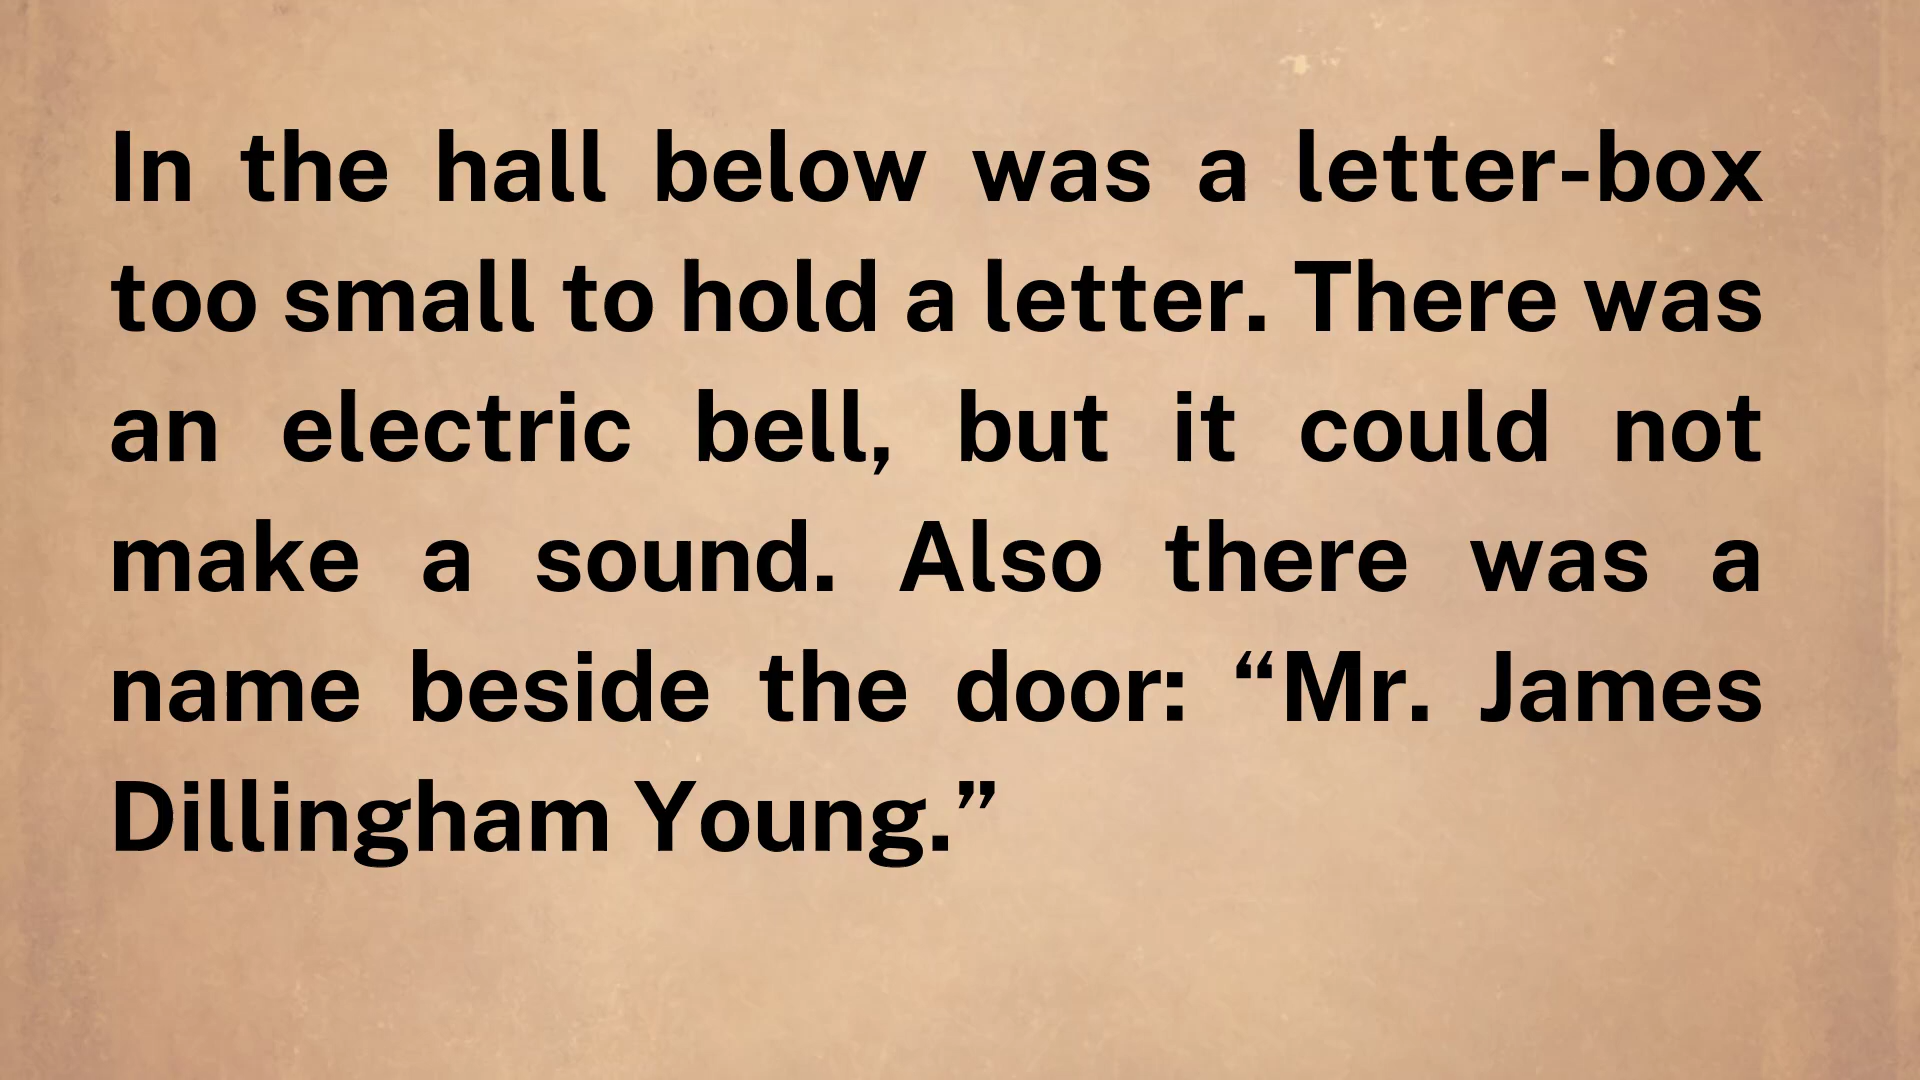 In the hall below was a letter-box
too small to hold a letter. There was
an electric bell, but it could not
make a sound. Also there was a
name beside the door: “Mr. James
Dillingham Young.”